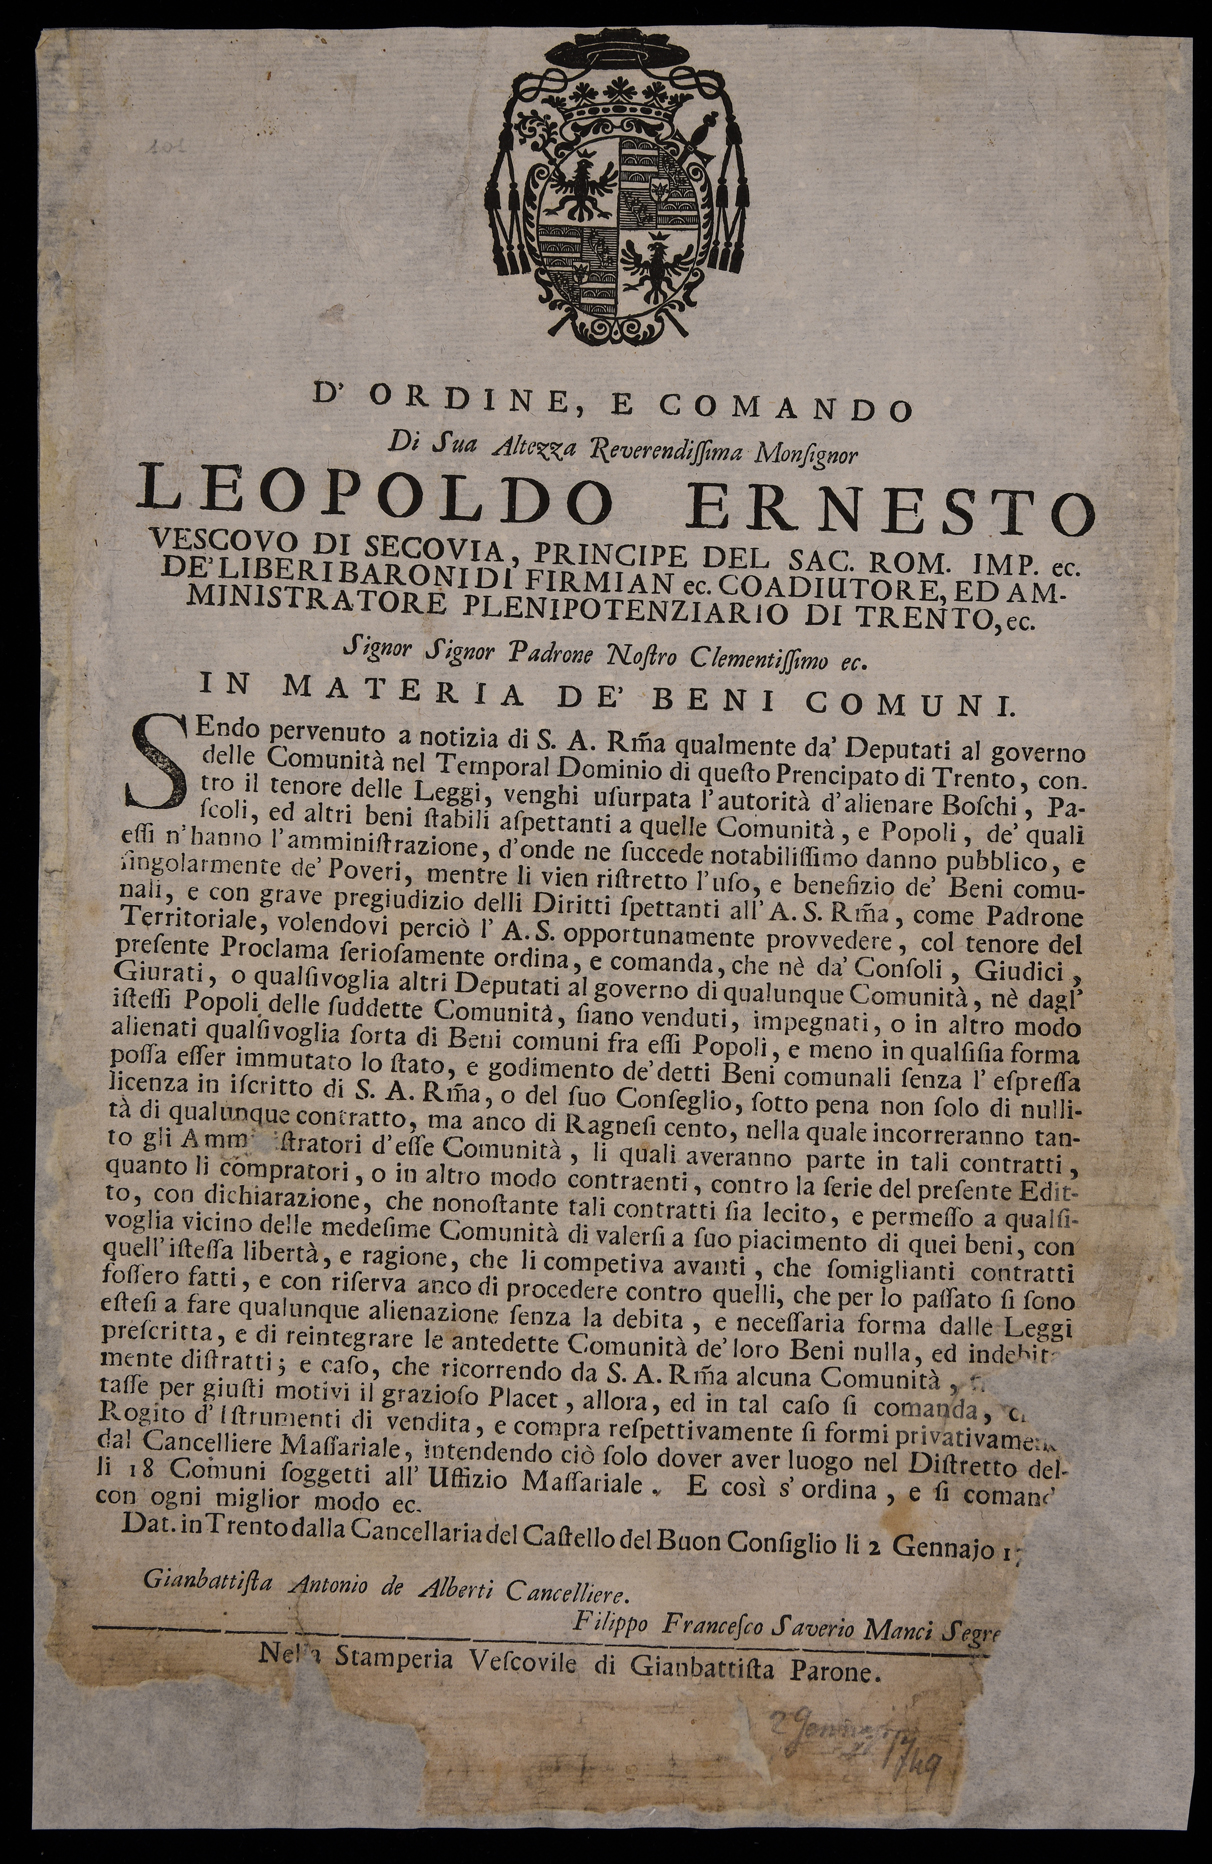 D' ORDINE, E COMANDO
Di Sua Altezza Reverendiſſima Monſignor
LEOPOLDO ERNESTO
VESCOVO DI SECOVIA, PRINCIPE DEL SAC. ROM. IMP. ec.
DE' LIBERI BARONI DI FIRMIAN ec. COADIUTORE, ED AM-
MINISTRATORE PLENIPOTENZIARIO DI TRENTO, ec.
Signor Signor Padrone Noſtro Clementiſſimo ec.
IN MATERIA DE' BENI COMUNI.
SEndo pervenuto a notizia di S. A. Rm̃a qualmente da' Deputati al governo
delle Comunità nel Temporal Dominio di queſto Prencipato di Trento, con-
tro il tenore delle Leggi, venghi uſurpata l'autorità d'alienare Boſchi, Pa-
ſcoli, ed altri beni ſtabili aſpettanti a quelle Comunità, e Popoli, de' quali
eſſi n'hanno l'amminiſtrazione, d'onde ne ſuccede notabiliſſimo danno pubblico, e
ſingolarmente de' Poveri, mentre li vien riſtretto l'uſo, e benefizio de' Beni comu-
nali, e con grave pregiudizio delli Diritti ſpettanti all' A. S. Rm̃a, come Padrone
Territoriale, volendovi perciò l' A. S. opportunamente provvedere, col tenore del
preſente Proclama ſerioſamente ordina, e comanda, che nè da' Conſoli, Giudici,
Giurati, o qualſivoglia altri Deputati al governo di qualunque Comunità, nè dagl'
iſteſſi Popoli delle ſuddette Comunità, ſiano venduti, impegnati, o in altro modo
alienati qualſivoglia ſorta di Beni comuni fra eſſi Popoli, e meno in qualſiſia forma
poſſa eſſer immutato lo ſtato, e godimento de' detti Beni comunali ſenza l' eſpreſſa
licenza in iſcritto di S. A. Rm̃a, o del ſuo Conſeglio, ſotto pena non ſolo di nulli-
tà di qualunque contratto, ma anco di Ragneſi cento, nella quale incorreranno tan-
to gli Amm iſtratori d'eſſe Comunità, li quali averanno parte in tali contratti,
quanto li compratori, o in altro modo contraenti, contro la ſerie del preſente Edit-
to, con dichiarazione, che nonoſtante tali contratti ſia lecito, e permeſſo a qualſi-
voglia vicino delle medeſime Comunità di valerſi a ſuo piacimento di quei beni, con
quell'iſteſſa libertà, e ragione, che li competiva avanti, che ſomiglianti contratti
foſſero fatti, e con riſerva anco di procedere contro quelli, che per lo paſſato ſi ſono
eſteſi a fare qualunque alienazione ſenza la debita, e neceſſaria forma dalle Leggi
preſcritta, e di reintegrare le antedette Comunità de' loro Beni nulla, ed indebita
mente diſtratti; e caſo, che ricorrendo da S. A. Rm̃a alcuna Comunità,
taſſe per giuſti motivi il grazioſo Placet, allora, ed in tal caſo ſi comanda,
Rogito d' Iſtrumenti di vendita, e compra reſpettivamente ſi formi privativamen
dal Cancelliere Maſſariale, intendendo ciò ſolo dover aver luogo nel Diſtretto del-
li 18 Comuni ſoggetti all' Uffizio Maſſariale. E così s'ordina, e ſi comand
con ogni miglior modo ec.
Dat. in Trento dalla Cancellaria del Caſtello del Buon Conſiglio li 2 Gennajo 17
Gianbattiſta Antonio de Alberti Cancelliere.
Filippo Franceſco Saverio Manci Segre
Nella Stamperia Veſcovile di Gianbattiſta Parone.
1749